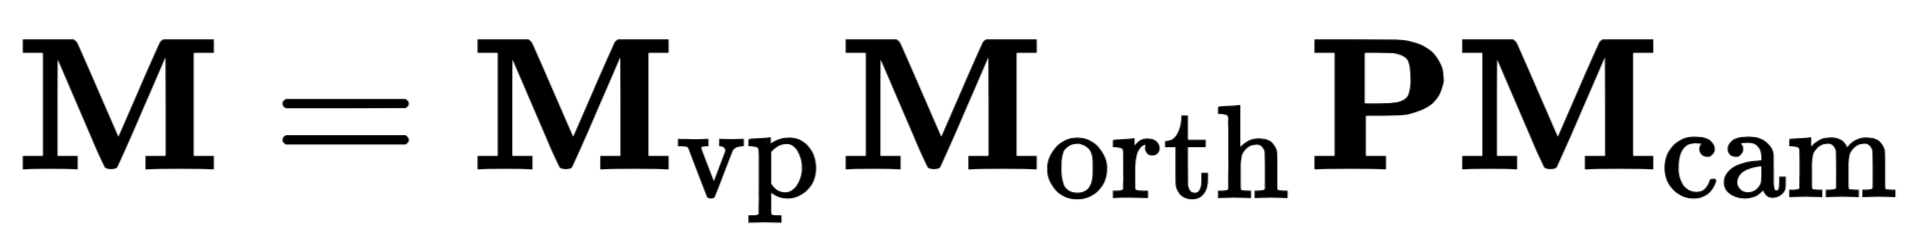 M = M_vp M_orth P M_cam